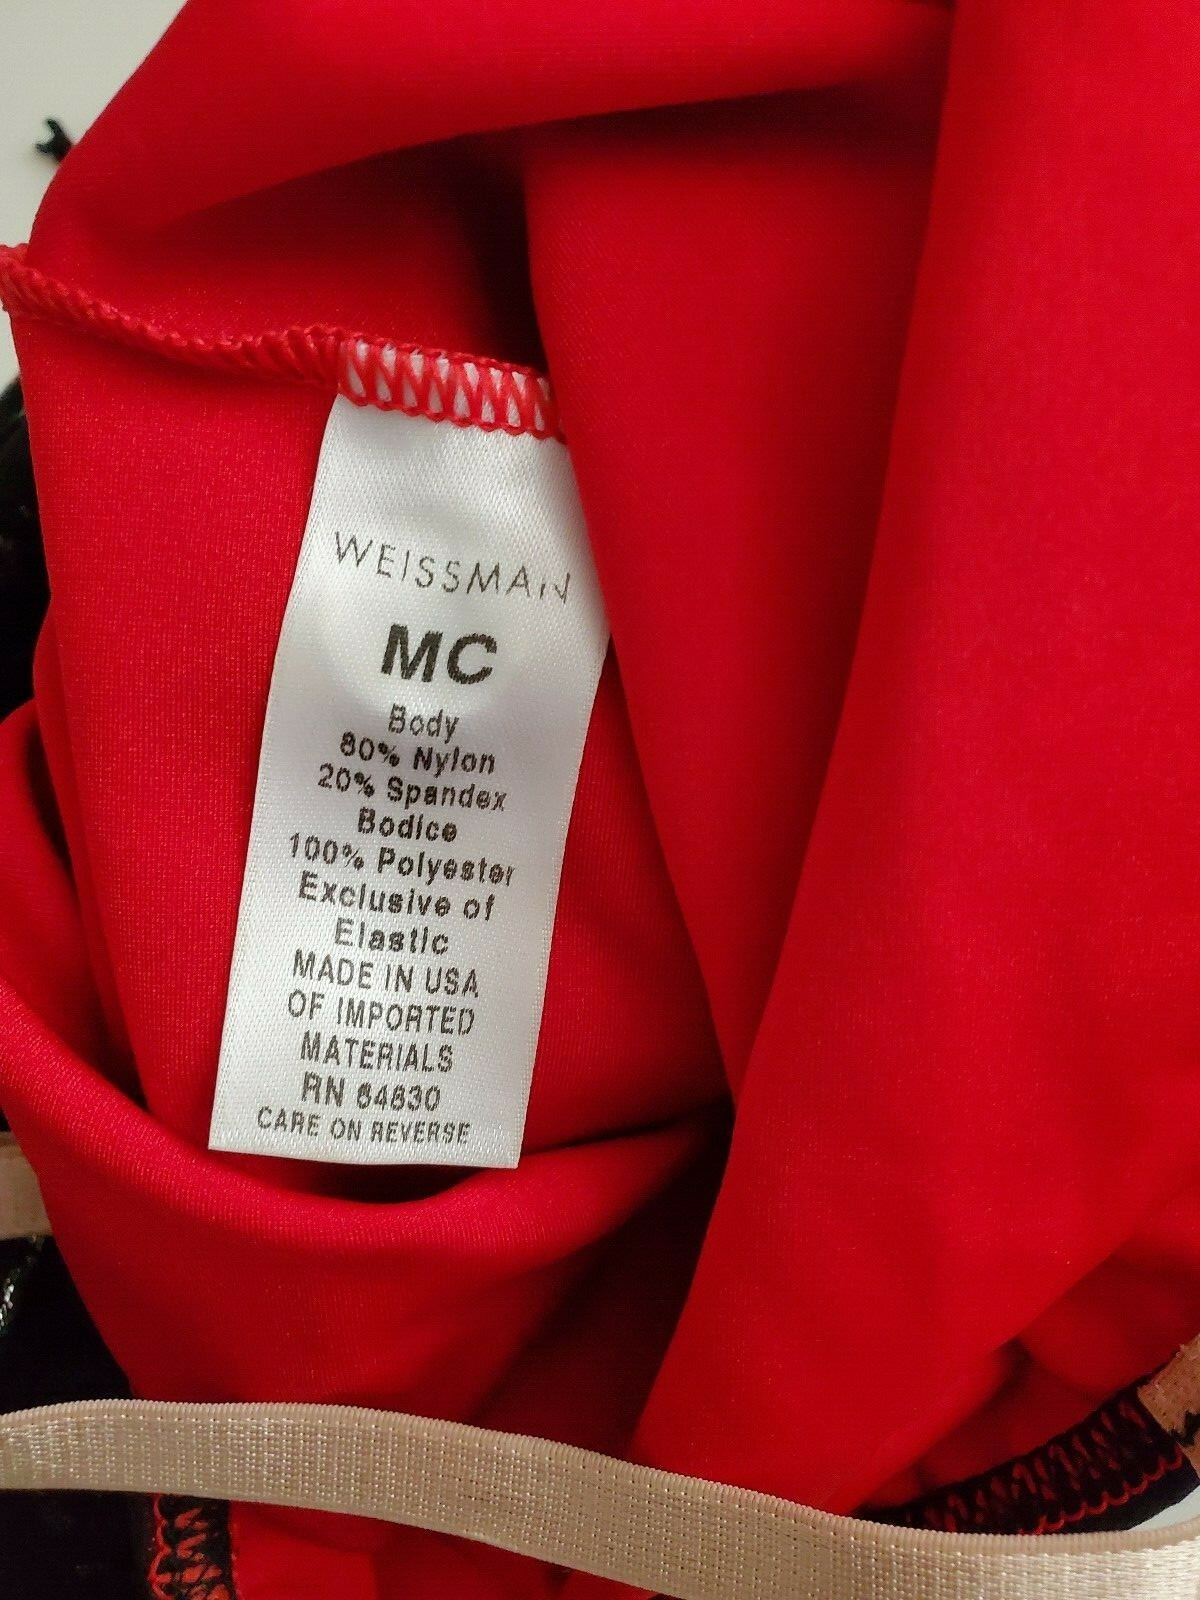 WEISSMAN
MC
Body
80% Nylon
20% Spandex
Bodice
100% Polyester
Exclusive of
Elastic
MADE IN USA
OF IMPORTED
MATERIALS
RN 64630
CARE ON REVERSE